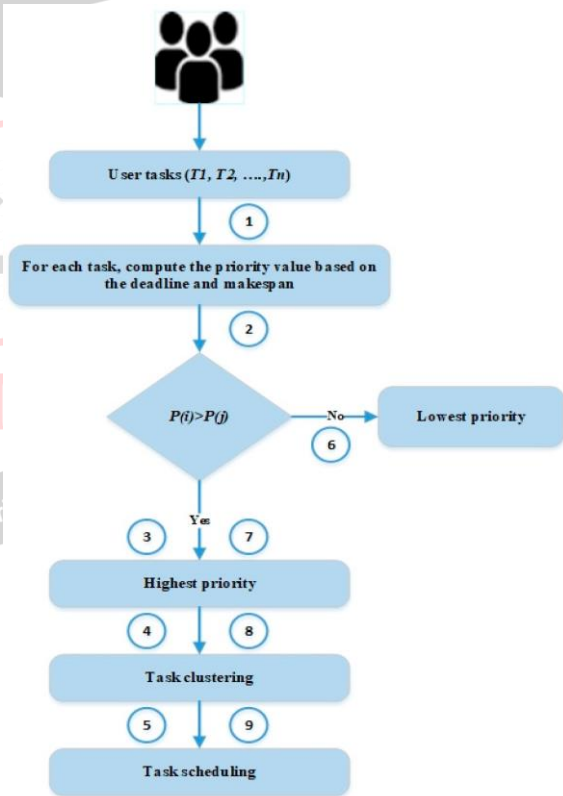 User tasks (T1, T2, ....,Tn)
1
For each task, compute the priority value based on
the deadline and makespan
2
P(i)>P(j)
No
Lowest priority
6
Yes
3
7
Highest priority
4
8
Task clustering
5
9
Task scheduling